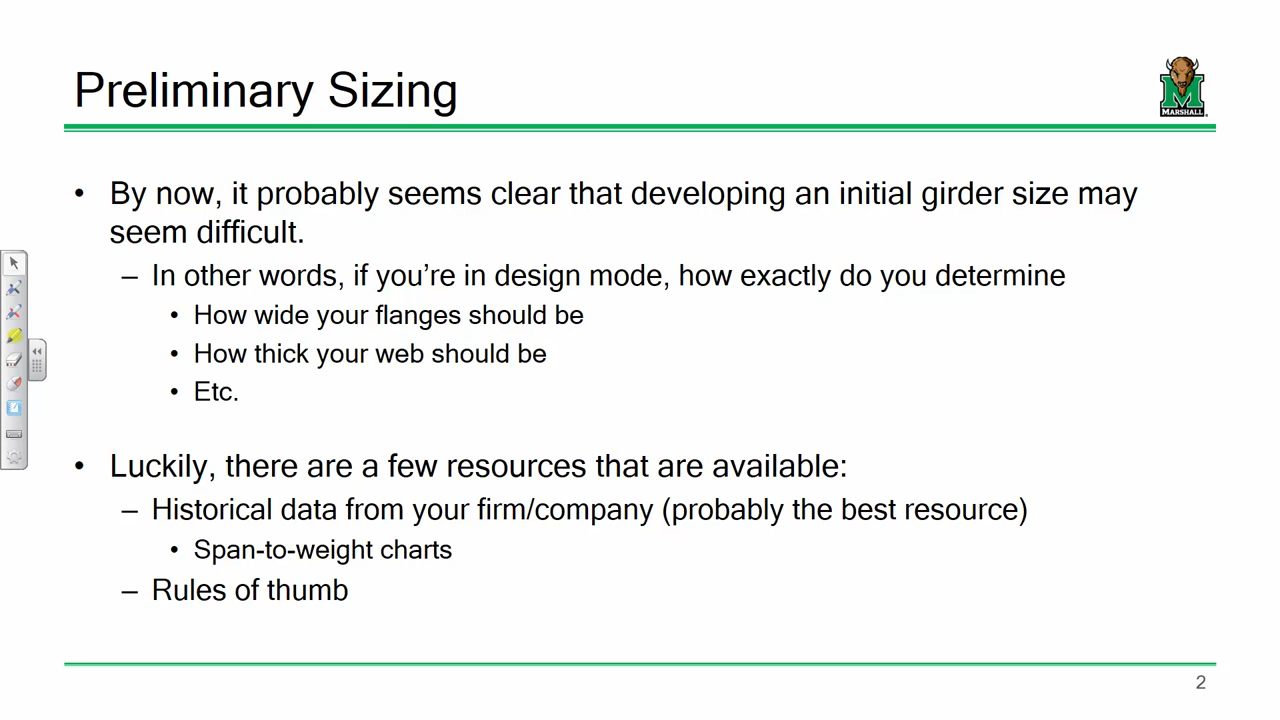 Preliminary Sizing
MARSHALL
• By now, it probably seems clear that developing an initial girder size may
seem difficult.
– In other words, if you’re in design mode, how exactly do you determine
• How wide your flanges should be
• How thick your web should be
• Etc.
• Luckily, there are a few resources that are available:
– Historical data from your firm/company (probably the best resource)
• Span-to-weight charts
– Rules of thumb
2